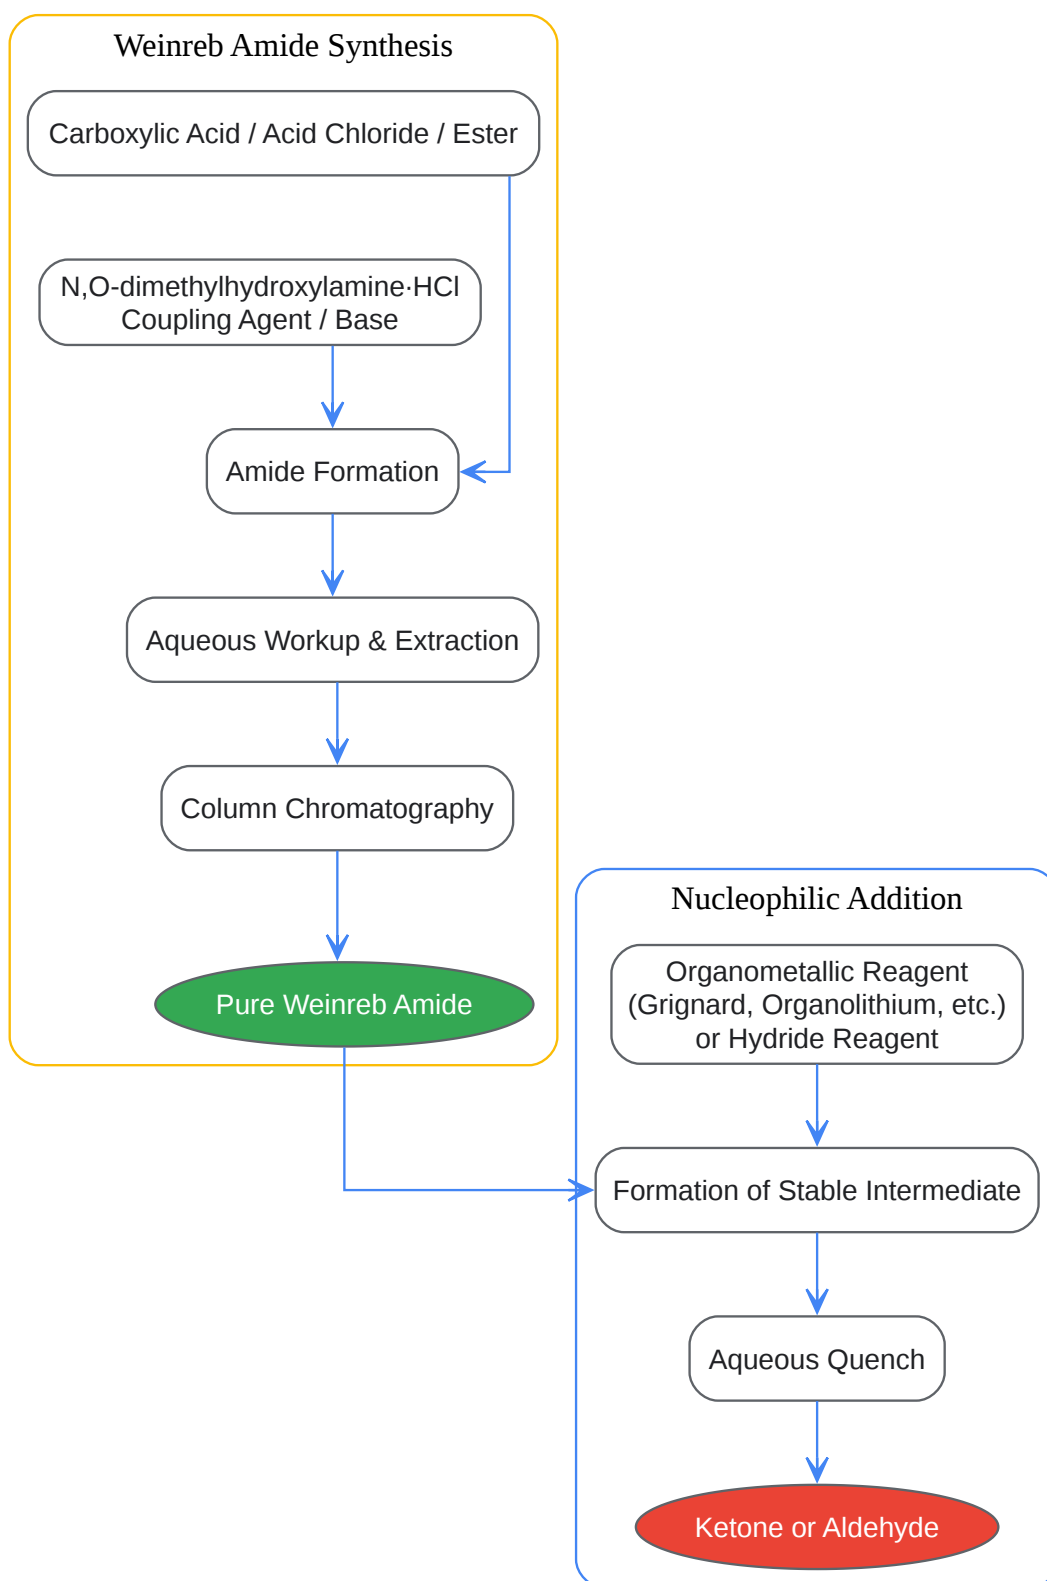 Weinreb Amide Synthesis
Carboxylic Acid / Acid Chloride / Ester
N,O-dimethylhydroxylamine·HCl
Coupling Agent / Base
Amide Formation
Aqueous Workup & Extraction
Column Chromatography
Pure Weinreb Amide
Nucleophilic Addition
Organometallic Reagent
(Grignard, Organolithium, etc.)
or Hydride Reagent
Formation of Stable Intermediate
Aqueous Quench
Ketone or Aldehyde